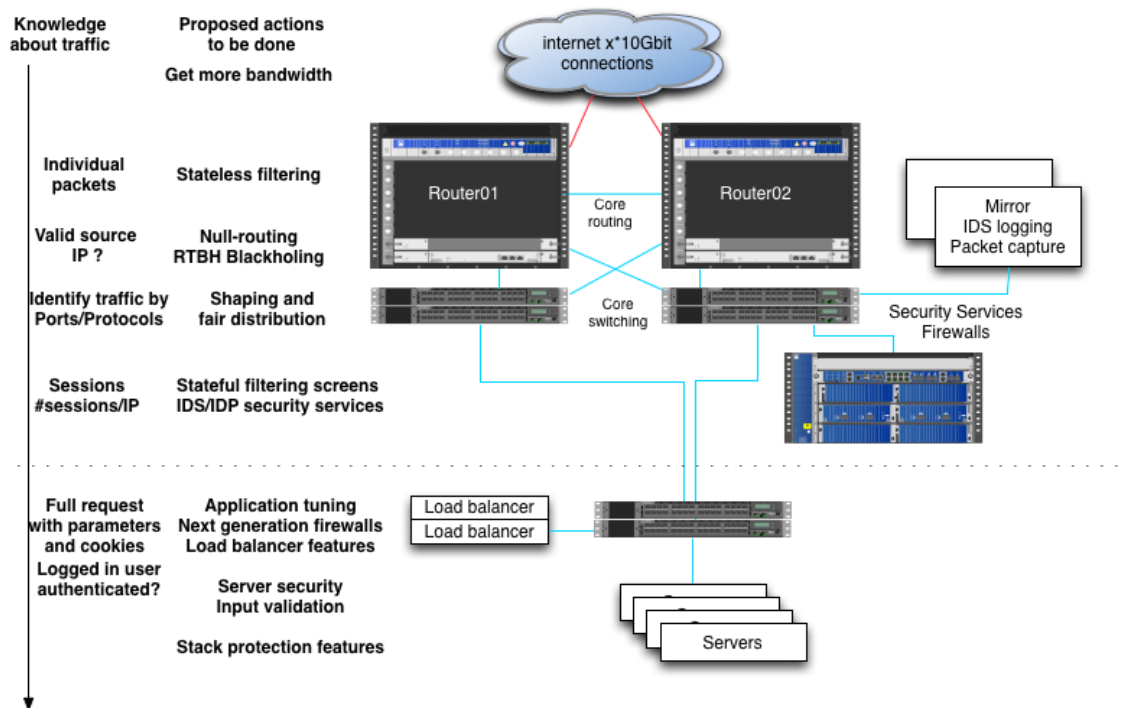 Knowledge
about traffic
Proposed actions
to be done
Get more bandwidth
internet x*10Gbit
connections
Individual
packets
Stateless filtering
Router01
Router02
Core
routing
Mirror
IDS logging
Packet capture
Valid source
IP ?
Null-routing
RTBH Blackholing
Identify traffic by
Ports/Protocols
Shaping and
fair distribution
Core
switching
Security Services
Firewalls
Sessions
#sessions/IP
Stateful filtering screens
IDS/IDP security services
Full request
with parameters
and cookies
Logged in user
authenticated?
Application tuning
Next generation firewalls
Load balancer features
Load balancer
Load balancer
Server security
Input validation
Stack protection features
Servers